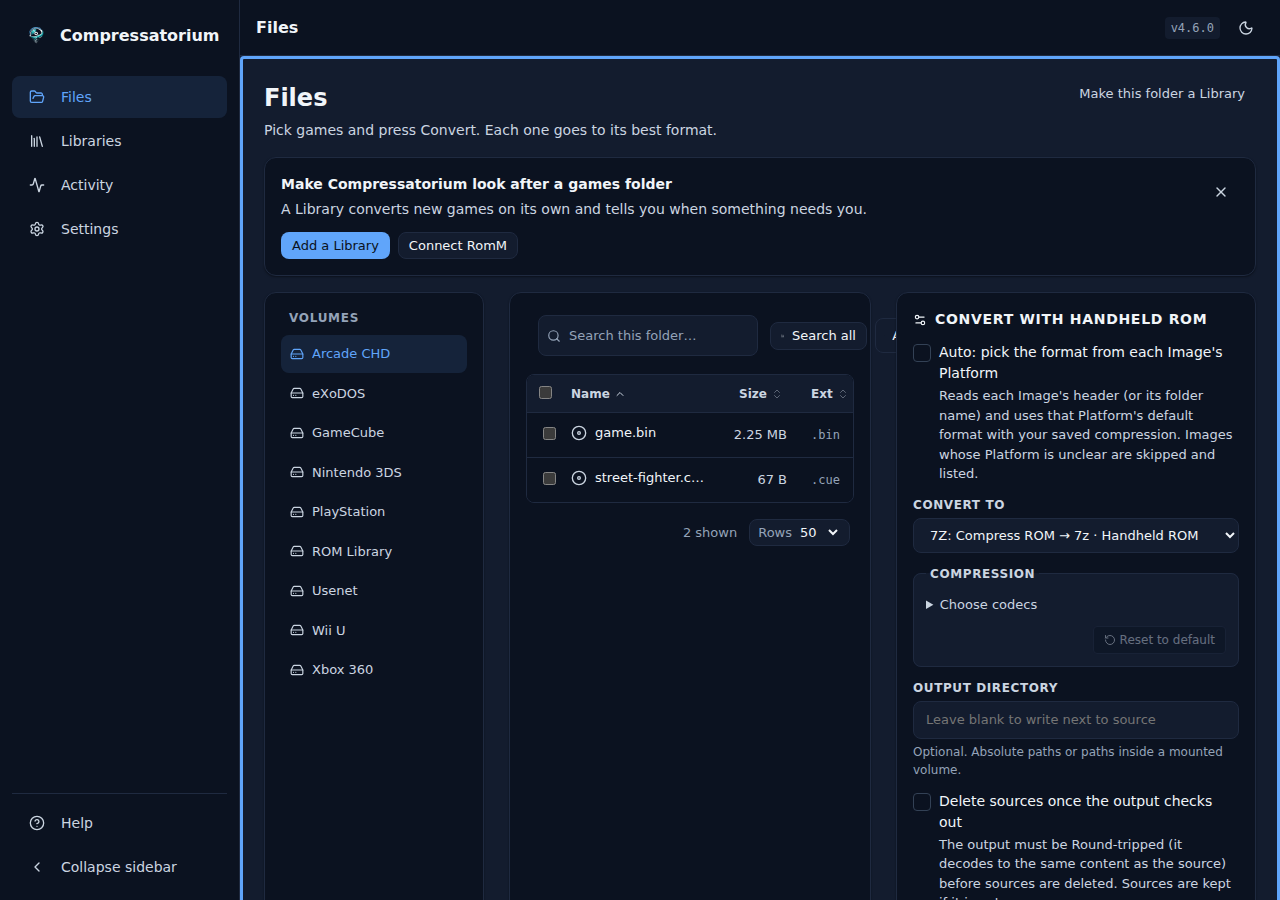 Compressatorium
Files
Libraries
Activity
Settings
Help
Collapse sidebar
Files
v4.6.0
Files
Make this folder a Library
Pick games and press Convert. Each one goes to its best format.
Make Compressatorium look after a games folder
A Library converts new games on its own and tells you when something needs you.
Add a Library
Connect RomM
VOLUMES
Arcade CHD
eXoDOS
GameCube
Nintendo 3DS
PlayStation
ROM Library
Usenet
Wii U
Xbox 360
Search this folder…
Search all
Name
Size
Ext
game.bin
2.25 MB
.bin
street-fighter.c…
67 B
.cue
2 shown
Rows 50
CONVERT WITH HANDHELD ROM
Auto: pick the format from each Image's
Platform
Reads each Image's header (or its folder
name) and uses that Platform's default
format with your saved compression. Images
whose Platform is unclear are skipped and
listed.
CONVERT TO
7Z: Compress ROM → 7z · Handheld ROM
COMPRESSION
Choose codecs
Reset to default
OUTPUT DIRECTORY
Leave blank to write next to source
Optional. Absolute paths or paths inside a mounted
volume.
Delete sources once the output checks
out
The output must be Round-tripped (it
decodes to the same content as the source)
before sources are deleted. Sources are kept